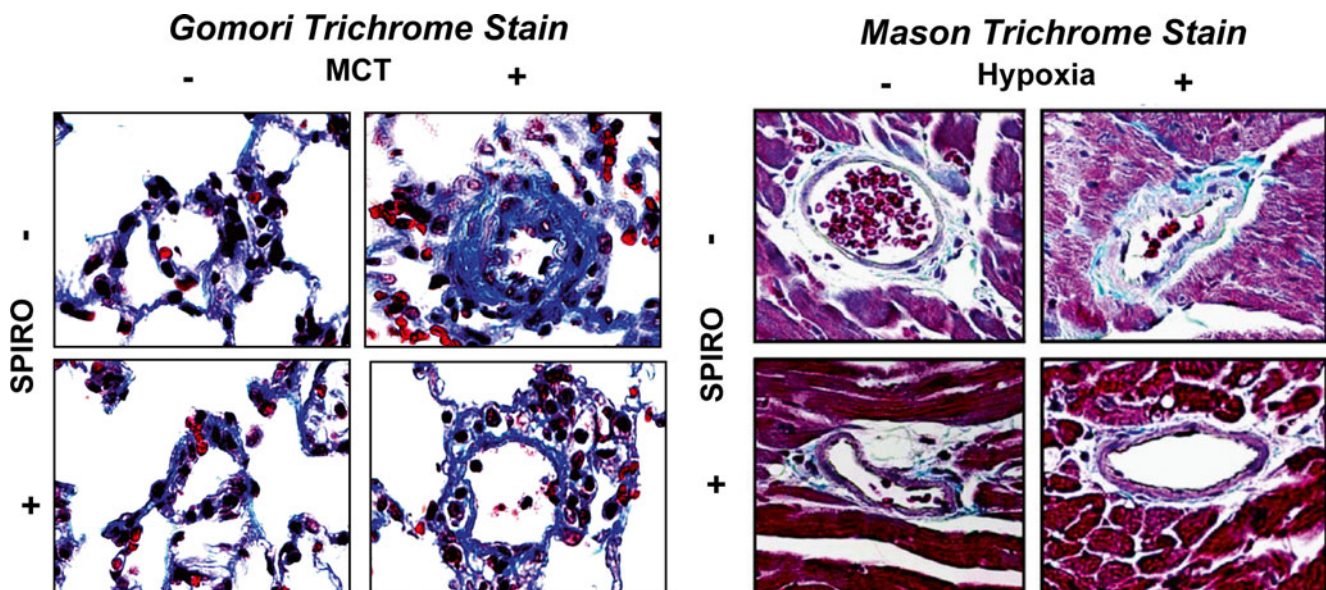 Gomori Trichrome Stain
- MCT +
SPIRO
-
+
Mason Trichrome Stain
- Hypoxia +
SPIRO
-
+